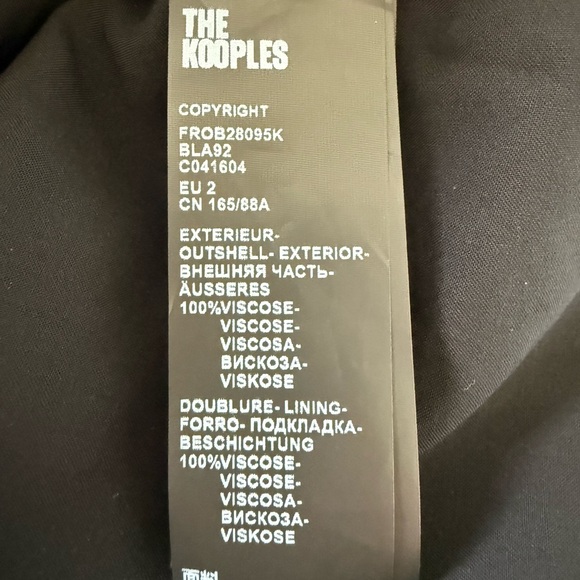 THE
KOOPLES
COPYRIGHT
FROB28095K
BLA92
C041604
EU 2
CN 165/88A
EXTERIEUR-
OUTSHELL- EXTERIOR-
ВНЕШНЯЯ ЧАСТЬ-
ÄUSSERES
100%VISCOSE-
VISCOSE-
VISCOSA-
ВИСКОЗА-
VISKOSE
DOUBLURE- LINING-
FORRO- ПОДКЛАДКА-
BESCHICHTUNG
100%VISCOSE-
VISCOSE-
VISCOSA-
ВИСКОЗА-
VISKOSE